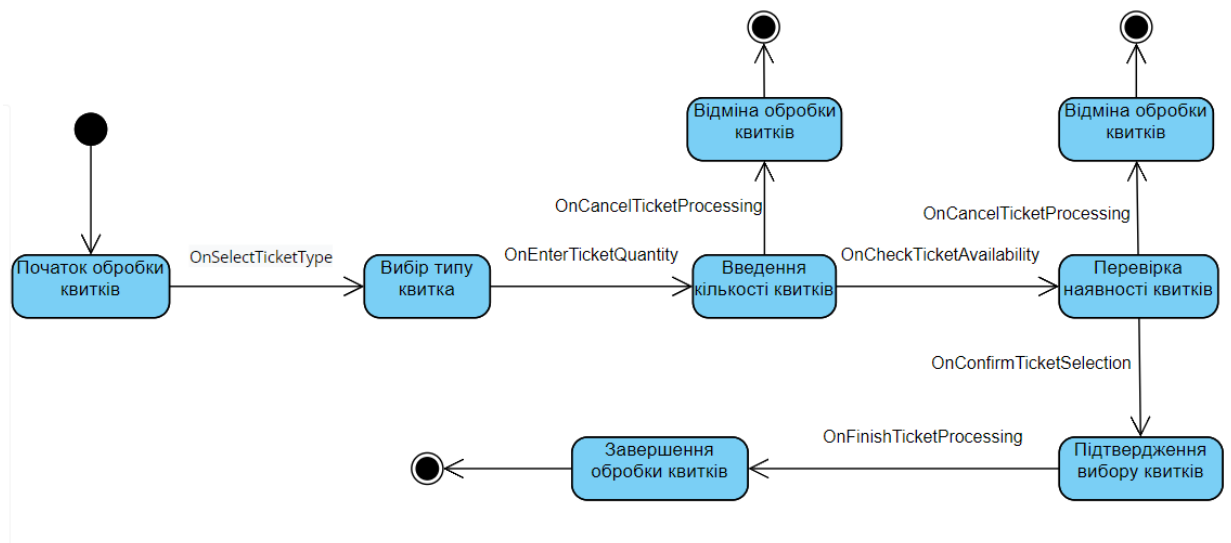 Відміна обробки
квитків
Відміна обробки
квитків
OnCancelTicketProcessing
OnCancelTicketProcessing
Початок обробки
квитків
OnSelectTicketType
Вибір типу
квитка
OnEnterTicketQuantity
Введення
кількості квитків
OnCheckTicketAvailability
Перевірка
наявності квитків
OnConfirmTicketSelection
Підтвердження
вибору квитків
OnFinishTicketProcessing
Завершення
обробки квитків